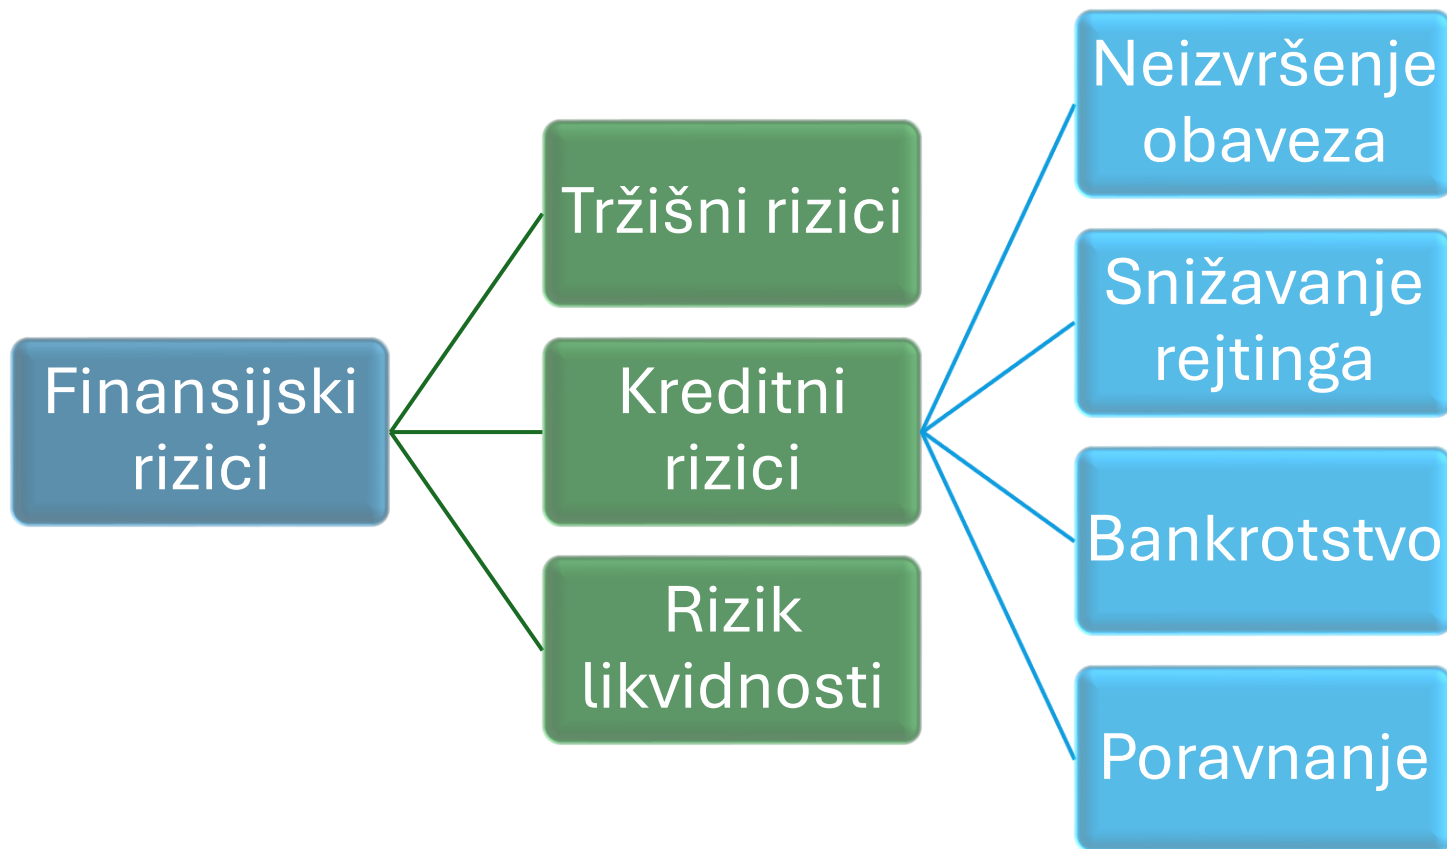 Finansijski
rizici
Tržišni rizici
Kreditni
rizici
Rizik
likvidnosti
Neizvršenje
obaveza
Snižavanje
rejtinga
Bankrotstvo
Poravnanje